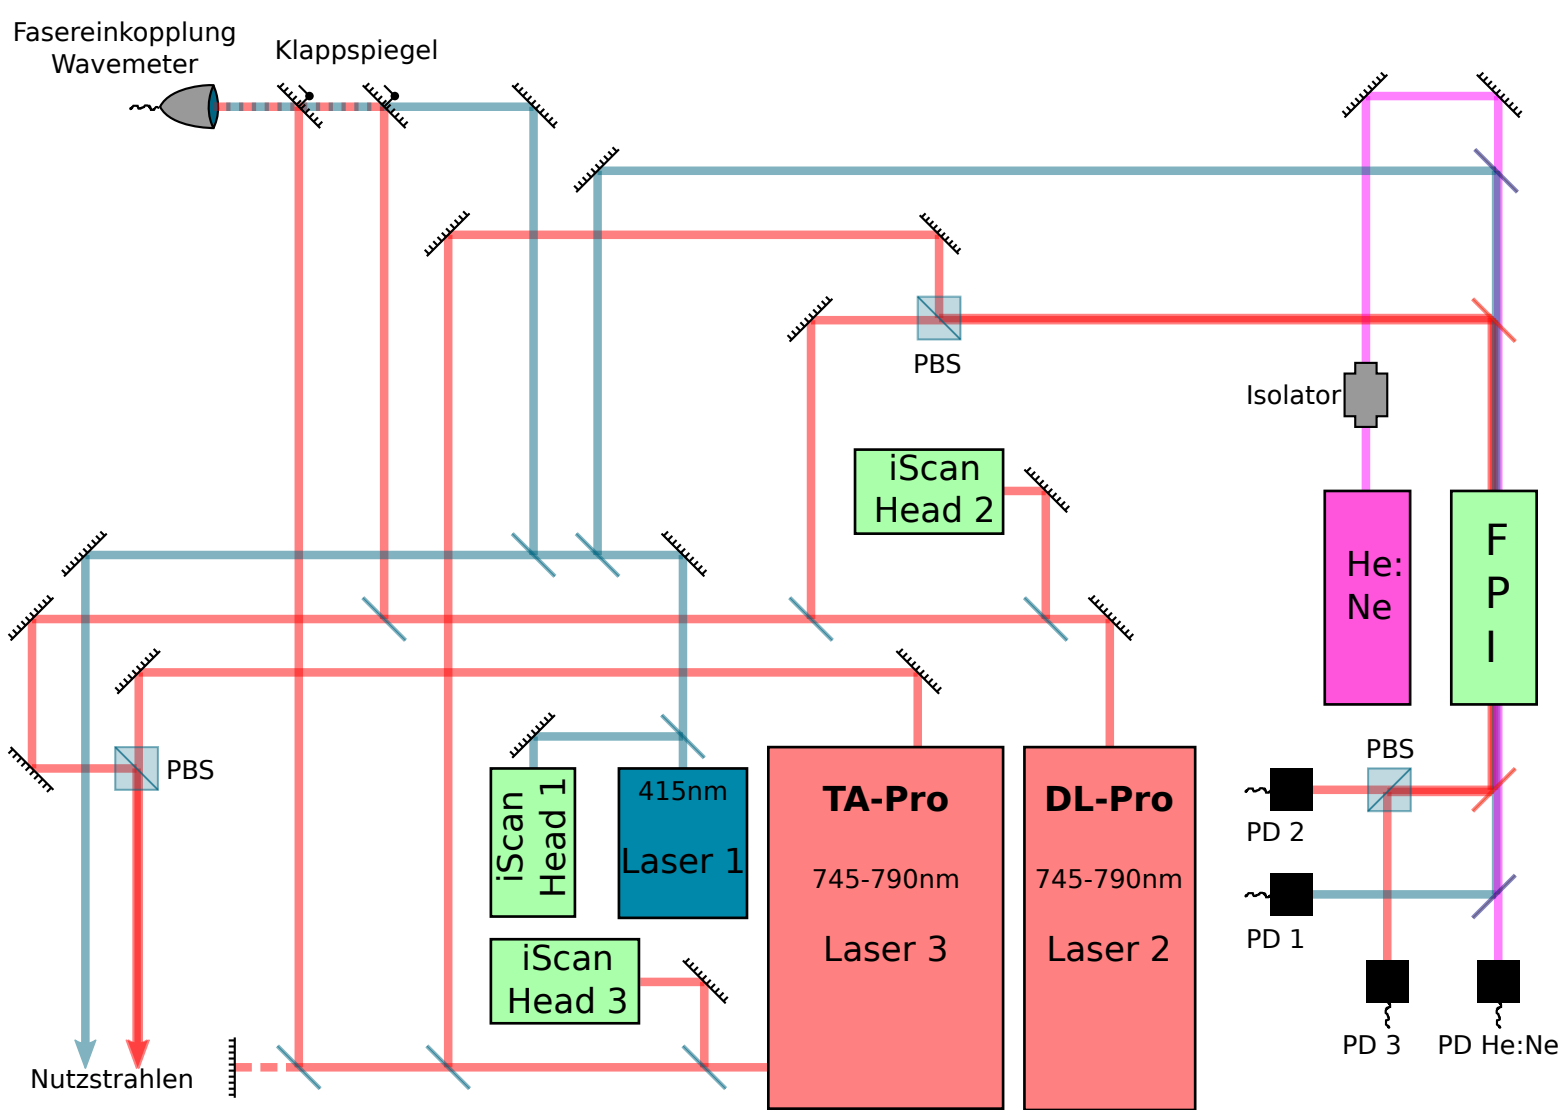 Fasereinkopplung
Wavemeter
Klappspiegel
PBS
Isolator
iScan
Head 2
He:
Ne
F
P
I
PBS
PBS
iScan
Head 1
415nm
Laser 1
TA-Pro
745-790nm
Laser 3
DL-Pro
745-790nm
Laser 2
PD 2
PD 1
iScan
Head 3
PD 3
PD He:Ne
Nutzstrahlen